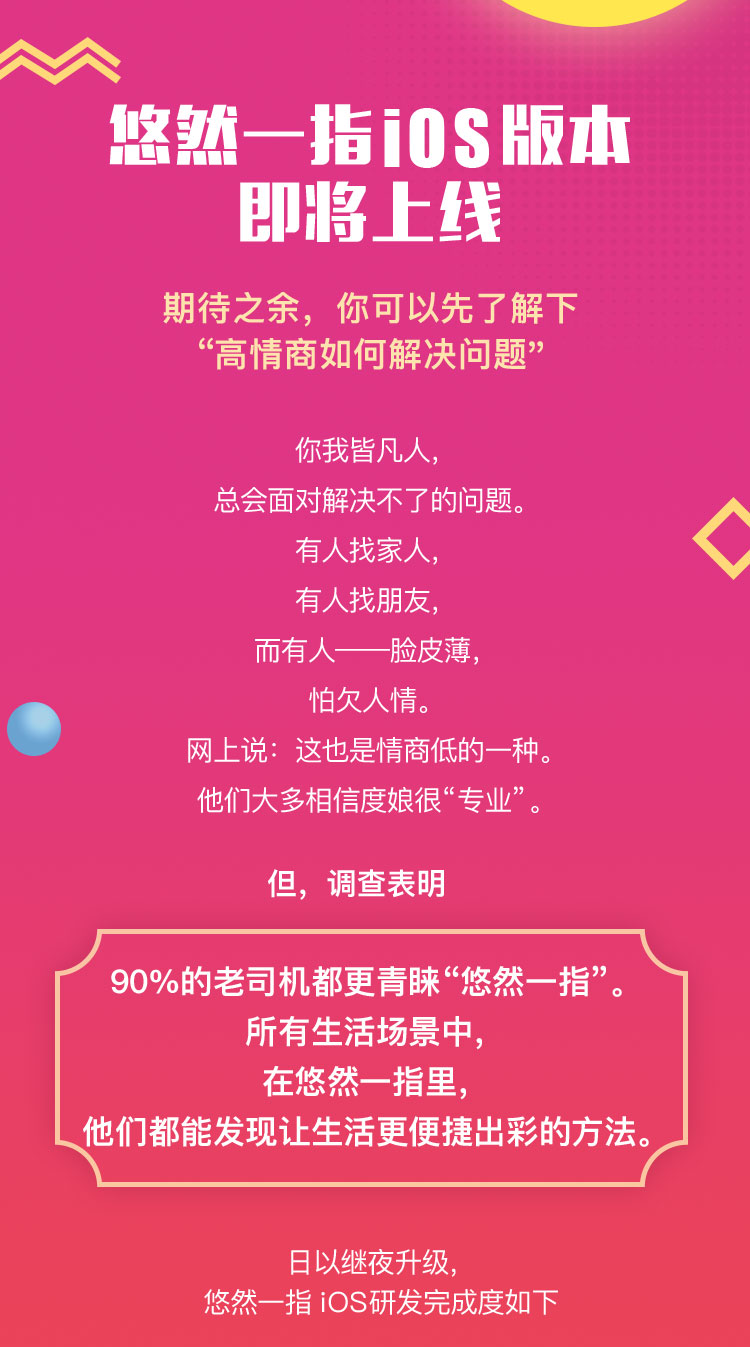 悠然一指iOS版本
即将上线
期待之余，你可以先了解下
“高情商如何解决问题”
你我皆凡人，
总会面对解决不了的问题。
有人找家人，
有人找朋友，
而有人——脸皮薄，
怕欠人情。
网上说：这也是情商低的一种。
他们大多相信度娘很“专业”。
但，调查表明
90%的老司机都更青睐“悠然一指”。
所有生活场景中，
在悠然一指里，
他们都能发现让生活更便捷出彩的方法。
日以继夜升级，
悠然一指 iOS研发完成度如下